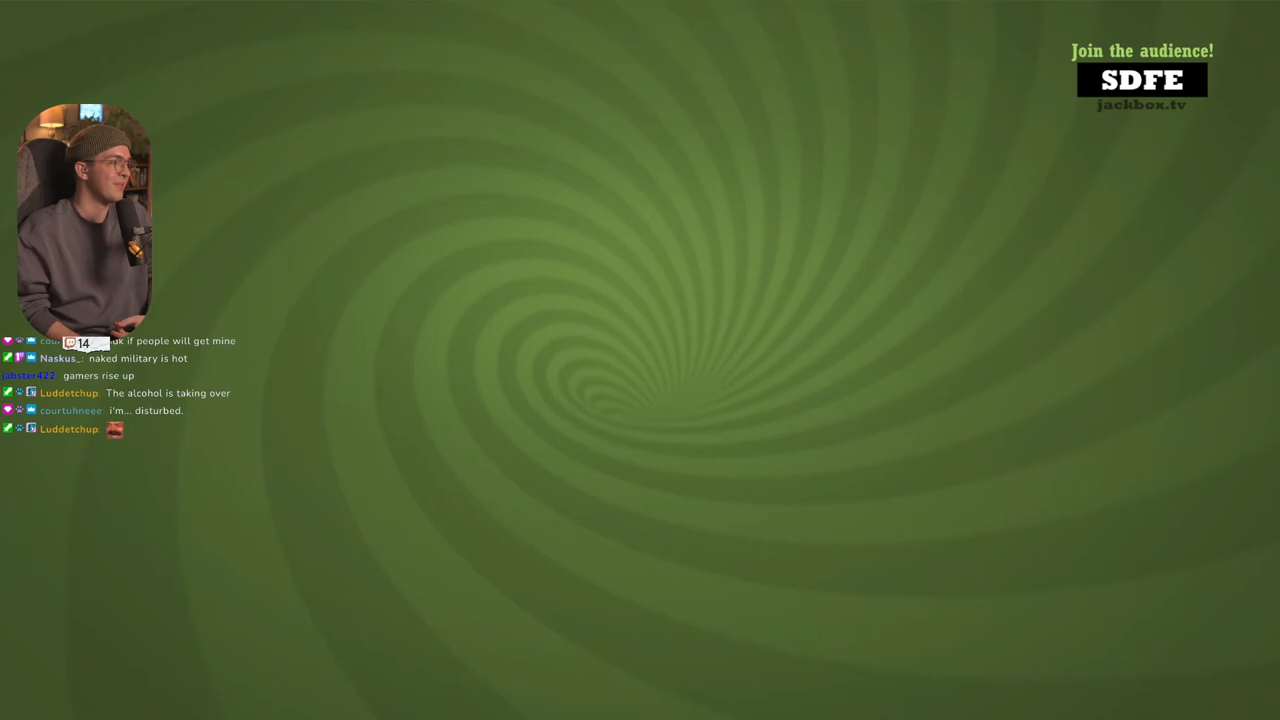 Join the audience!
SDFE
jackbox.tv
14
if people will get mine
Naskus_: naked military is hot
jabster422: gamers rise up
Luddetchup: The alcohol is taking over
courtuhneee: i'm... disturbed.
Luddetchup: